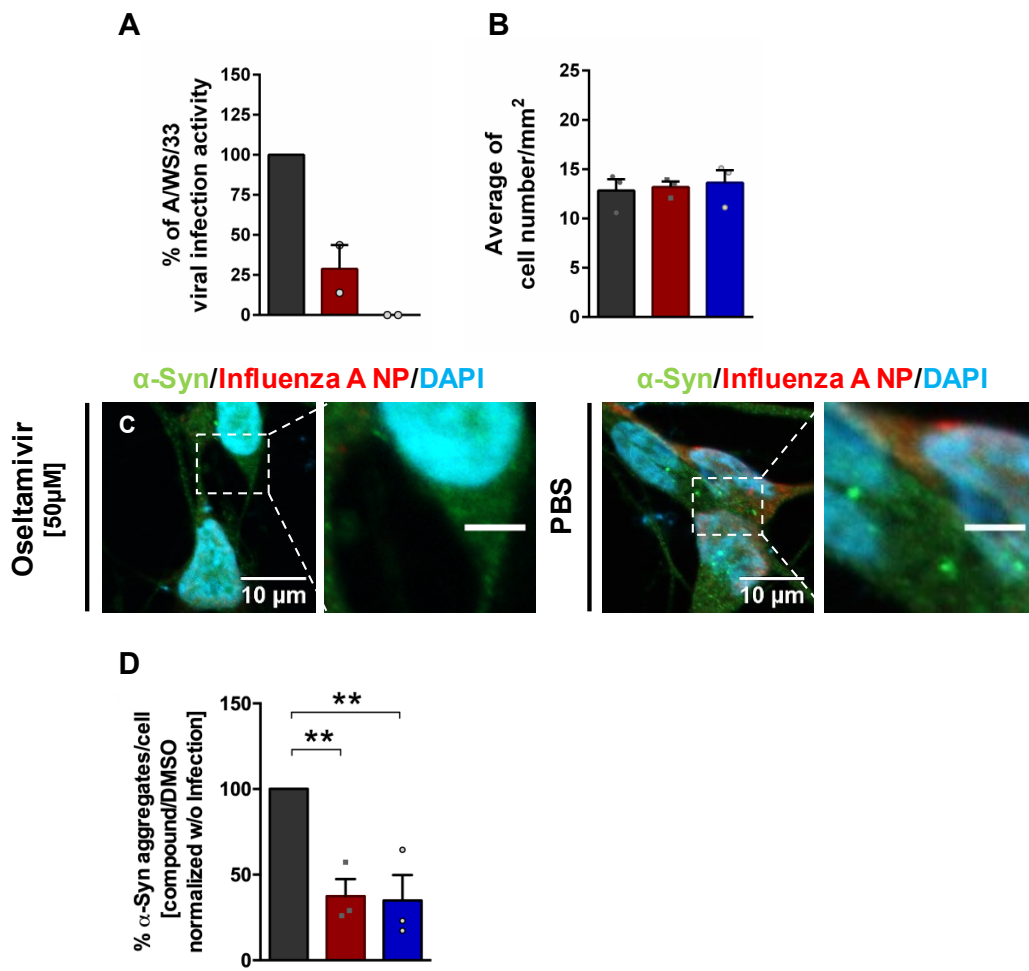 A
B
% of A/WS/33
viral infection activity
150
125
100
75
50
25
0
Average of
cell number/mm²
25
20
15
10
5
0
α-Syn/Influenza A NP/DAPI
α-Syn/Influenza A NP/DAPI
Oseltamivir
[50µM]
C
10 µm
PBS
10 µm
D
% α-Syn aggregates/cell
[compound/DMSO
normalized w/o Infection]
150
100
50
0
**
**